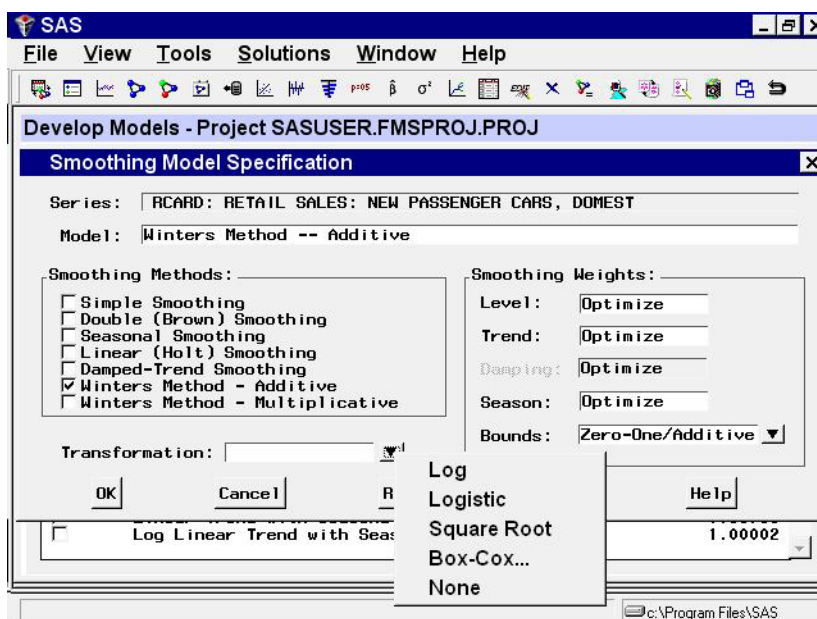 SAS
File View Tools Solutions Window Help
p=05 β̂ σ²
Develop Models - Project SASUSER.FMSPROJ.PROJ
Smoothing Model Specification
Series: RCARD: RETAIL SALES: NEW PASSENGER CARS, DOMEST
Model: Winters Method -- Additive
Smoothing Methods:
Simple Smoothing
Double (Brown) Smoothing
Seasonal Smoothing
Linear (Holt) Smoothing
Damped-Trend Smoothing
Winters Method - Additive
Winters Method - Multiplicative
Smoothing Weights:
Level: Optimize
Trend: Optimize
Damping: Optimize
Season: Optimize
Bounds: Zero-One/Additive
Transformation:
Log
Logistic
Square Root
Box-Cox...
None
OK Cancel R Help
Log Linear Trend with Seas 1.00002
c:\Program Files\SAS